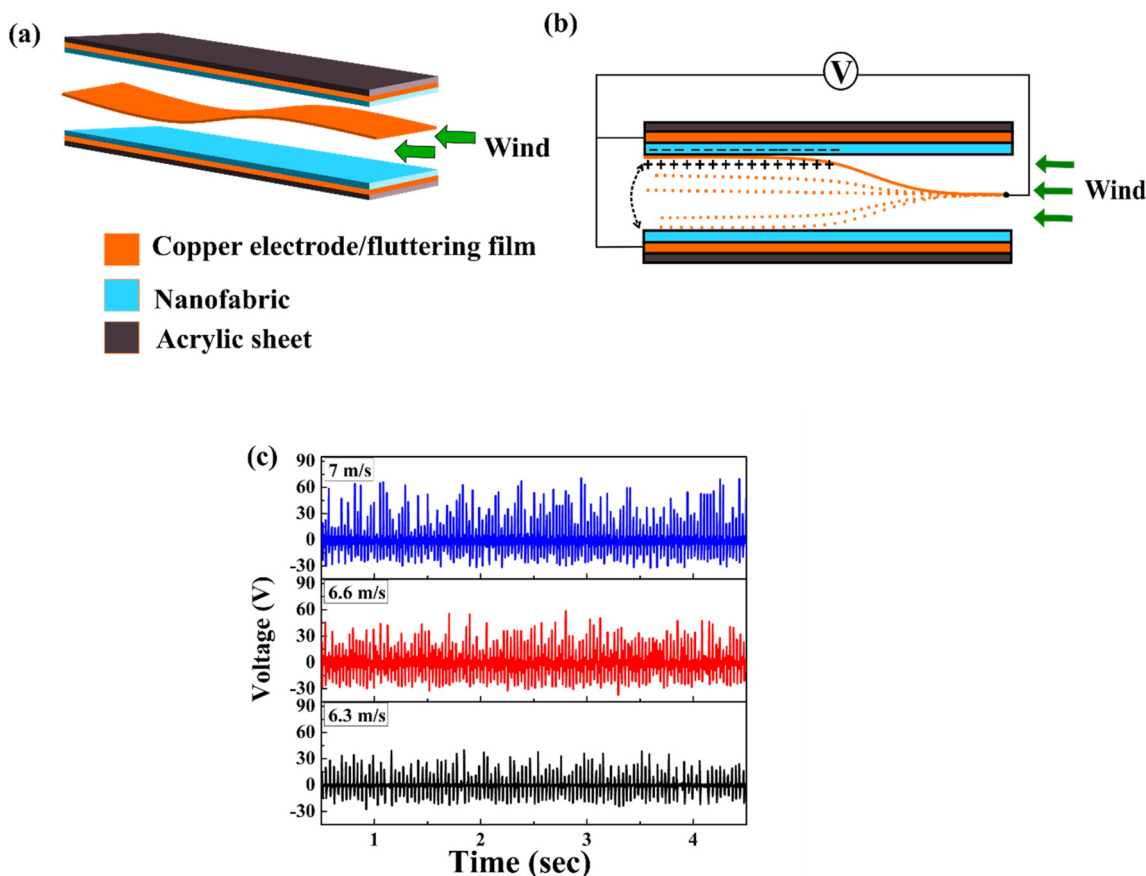 (a)
Wind
Copper electrode/fluttering film
Nanofabric
Acrylic sheet
(b)
V
Wind
(c)
Voltage (V)
90
60
30
0
-30
7 m/s
90
60
30
0
-30
6.6 m/s
90
60
30
0
-30
6.3 m/s
1 2 3 4
Time (sec)